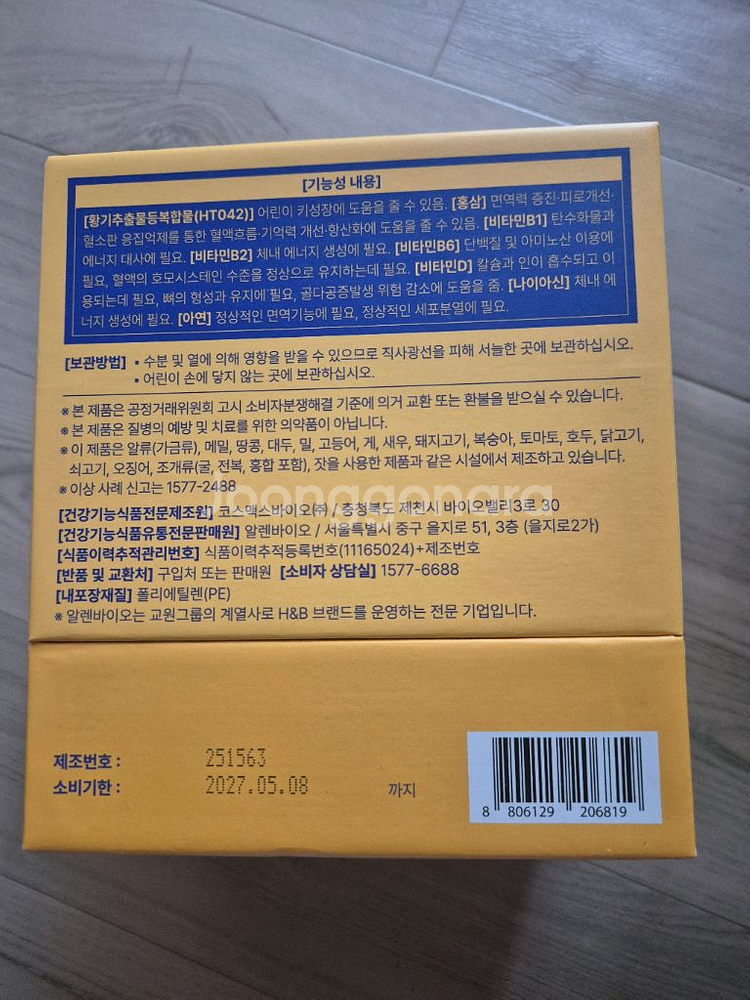 [기능성 내용]
[황기추출물등복합물(HT042)] 어린이 키성장에 도움을 줄 수 있음. [홍삼] 면역력 증진·피로개선·
혈소판 응집억제를 통한 혈액흐름·기억력 개선·항산화에 도움을 줄 수 있음. [비타민B1] 탄수화물과
에너지 대사에 필요. [비타민B2] 체내 에너지 생성에 필요. [비타민B6] 단백질 및 아미노산 이용에
필요, 혈액의 호모시스테인 수준을 정상으로 유지하는데 필요. [비타민D] 칼슘과 인이 흡수되고 이
용되는데 필요, 뼈의 형성과 유지에 필요, 골다공증발생 위험 감소에 도움을 줌. [나이아신] 체내 에
너지 생성에 필요. [아연] 정상적인 면역기능에 필요, 정상적인 세포분열에 필요.
[보관방법] • 수분 및 열에 의해 영향을 받을 수 있으므로 직사광선을 피해 서늘한 곳에 보관하십시오.
• 어린이 손에 닿지 않는 곳에 보관하십시오.
※ 본 제품은 공정거래위원회 고시 소비자분쟁해결 기준에 의거 교환 또는 환불을 받으실 수 있습니다.
※ 본 제품은 질병의 예방 및 치료를 위한 의약품이 아닙니다.
※ 이 제품은 알류(가금류), 메밀, 땅콩, 대두, 밀, 고등어, 게, 새우, 돼지고기, 복숭아, 토마토, 호두, 닭고기,
쇠고기, 오징어, 조개류(굴, 전복, 홍합 포함), 잣을 사용한 제품과 같은 시설에서 제조하고 있습니다.
※ 이상 사례 신고는 1577-2488
Joonggonara
[건강기능식품전문제조원] 코스맥스바이오㈜ / 충청북도 제천시 바이오밸리3로 30
[건강기능식품유통전문판매원] 알렌바이오 / 서울특별시 중구 을지로 51, 3층 (을지로2가)
[식품이력추적관리번호] 식품이력추적등록번호(11165024)+제조번호
[반품 및 교환처] 구입처 또는 판매원 [소비자 상담실] 1577-6688
[내포장재질] 폴리에틸렌(PE)
※ 알렌바이오는 교원그룹의 계열사로 H&B 브랜드를 운영하는 전문 기업입니다.
제조번호 : 251563
소비기한 : 2027.05.08 까지
8 806129 206819